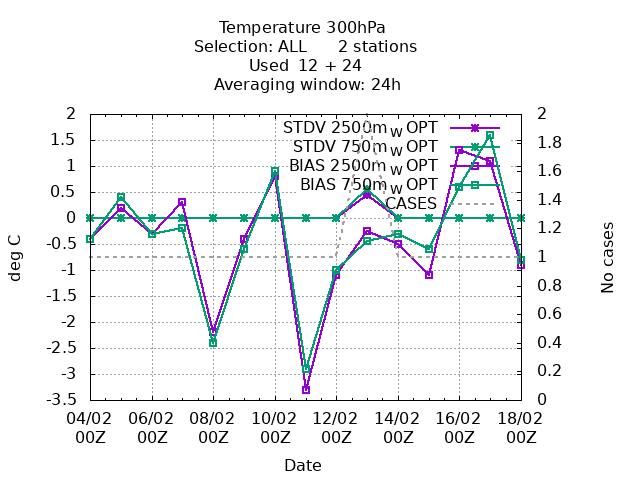 Temperature 300hPa
Selection: ALL 2 stations
Used 12 + 24
Averaging window: 24h
STDV 2500m w OPT
STDV 750m w OPT
BIAS 2500m w OPT
BIAS 750m w OPT
CASES
deg C
2
1.5
1
0.5
0
-0.5
-1
-1.5
-2
-2.5
-3
-3.5
No cases
2
1.8
1.6
1.4
1.2
1
0.8
0.6
0.4
0.2
0
04/02 06/02 08/02 10/02 12/02 14/02 16/02 18/02
00Z 00Z 00Z 00Z 00Z 00Z 00Z 00Z
Date